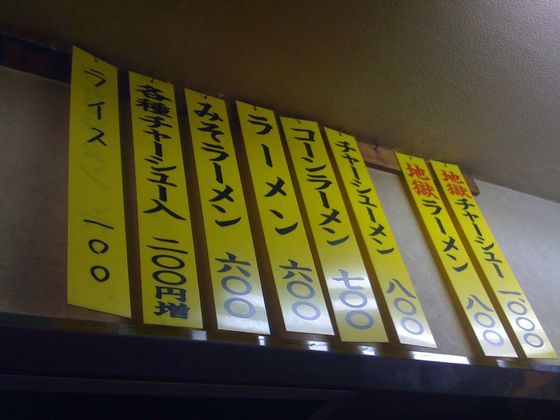 地獄チャーシュー 一、〇〇〇
地獄ラーメン 八〇〇
チャーシューメン 八〇〇
コーンラーメン 七〇〇
ラーメン 六〇〇
みそラーメン 六〇〇
各種チャーシュー入 二〇〇円増
ライス 一〇〇